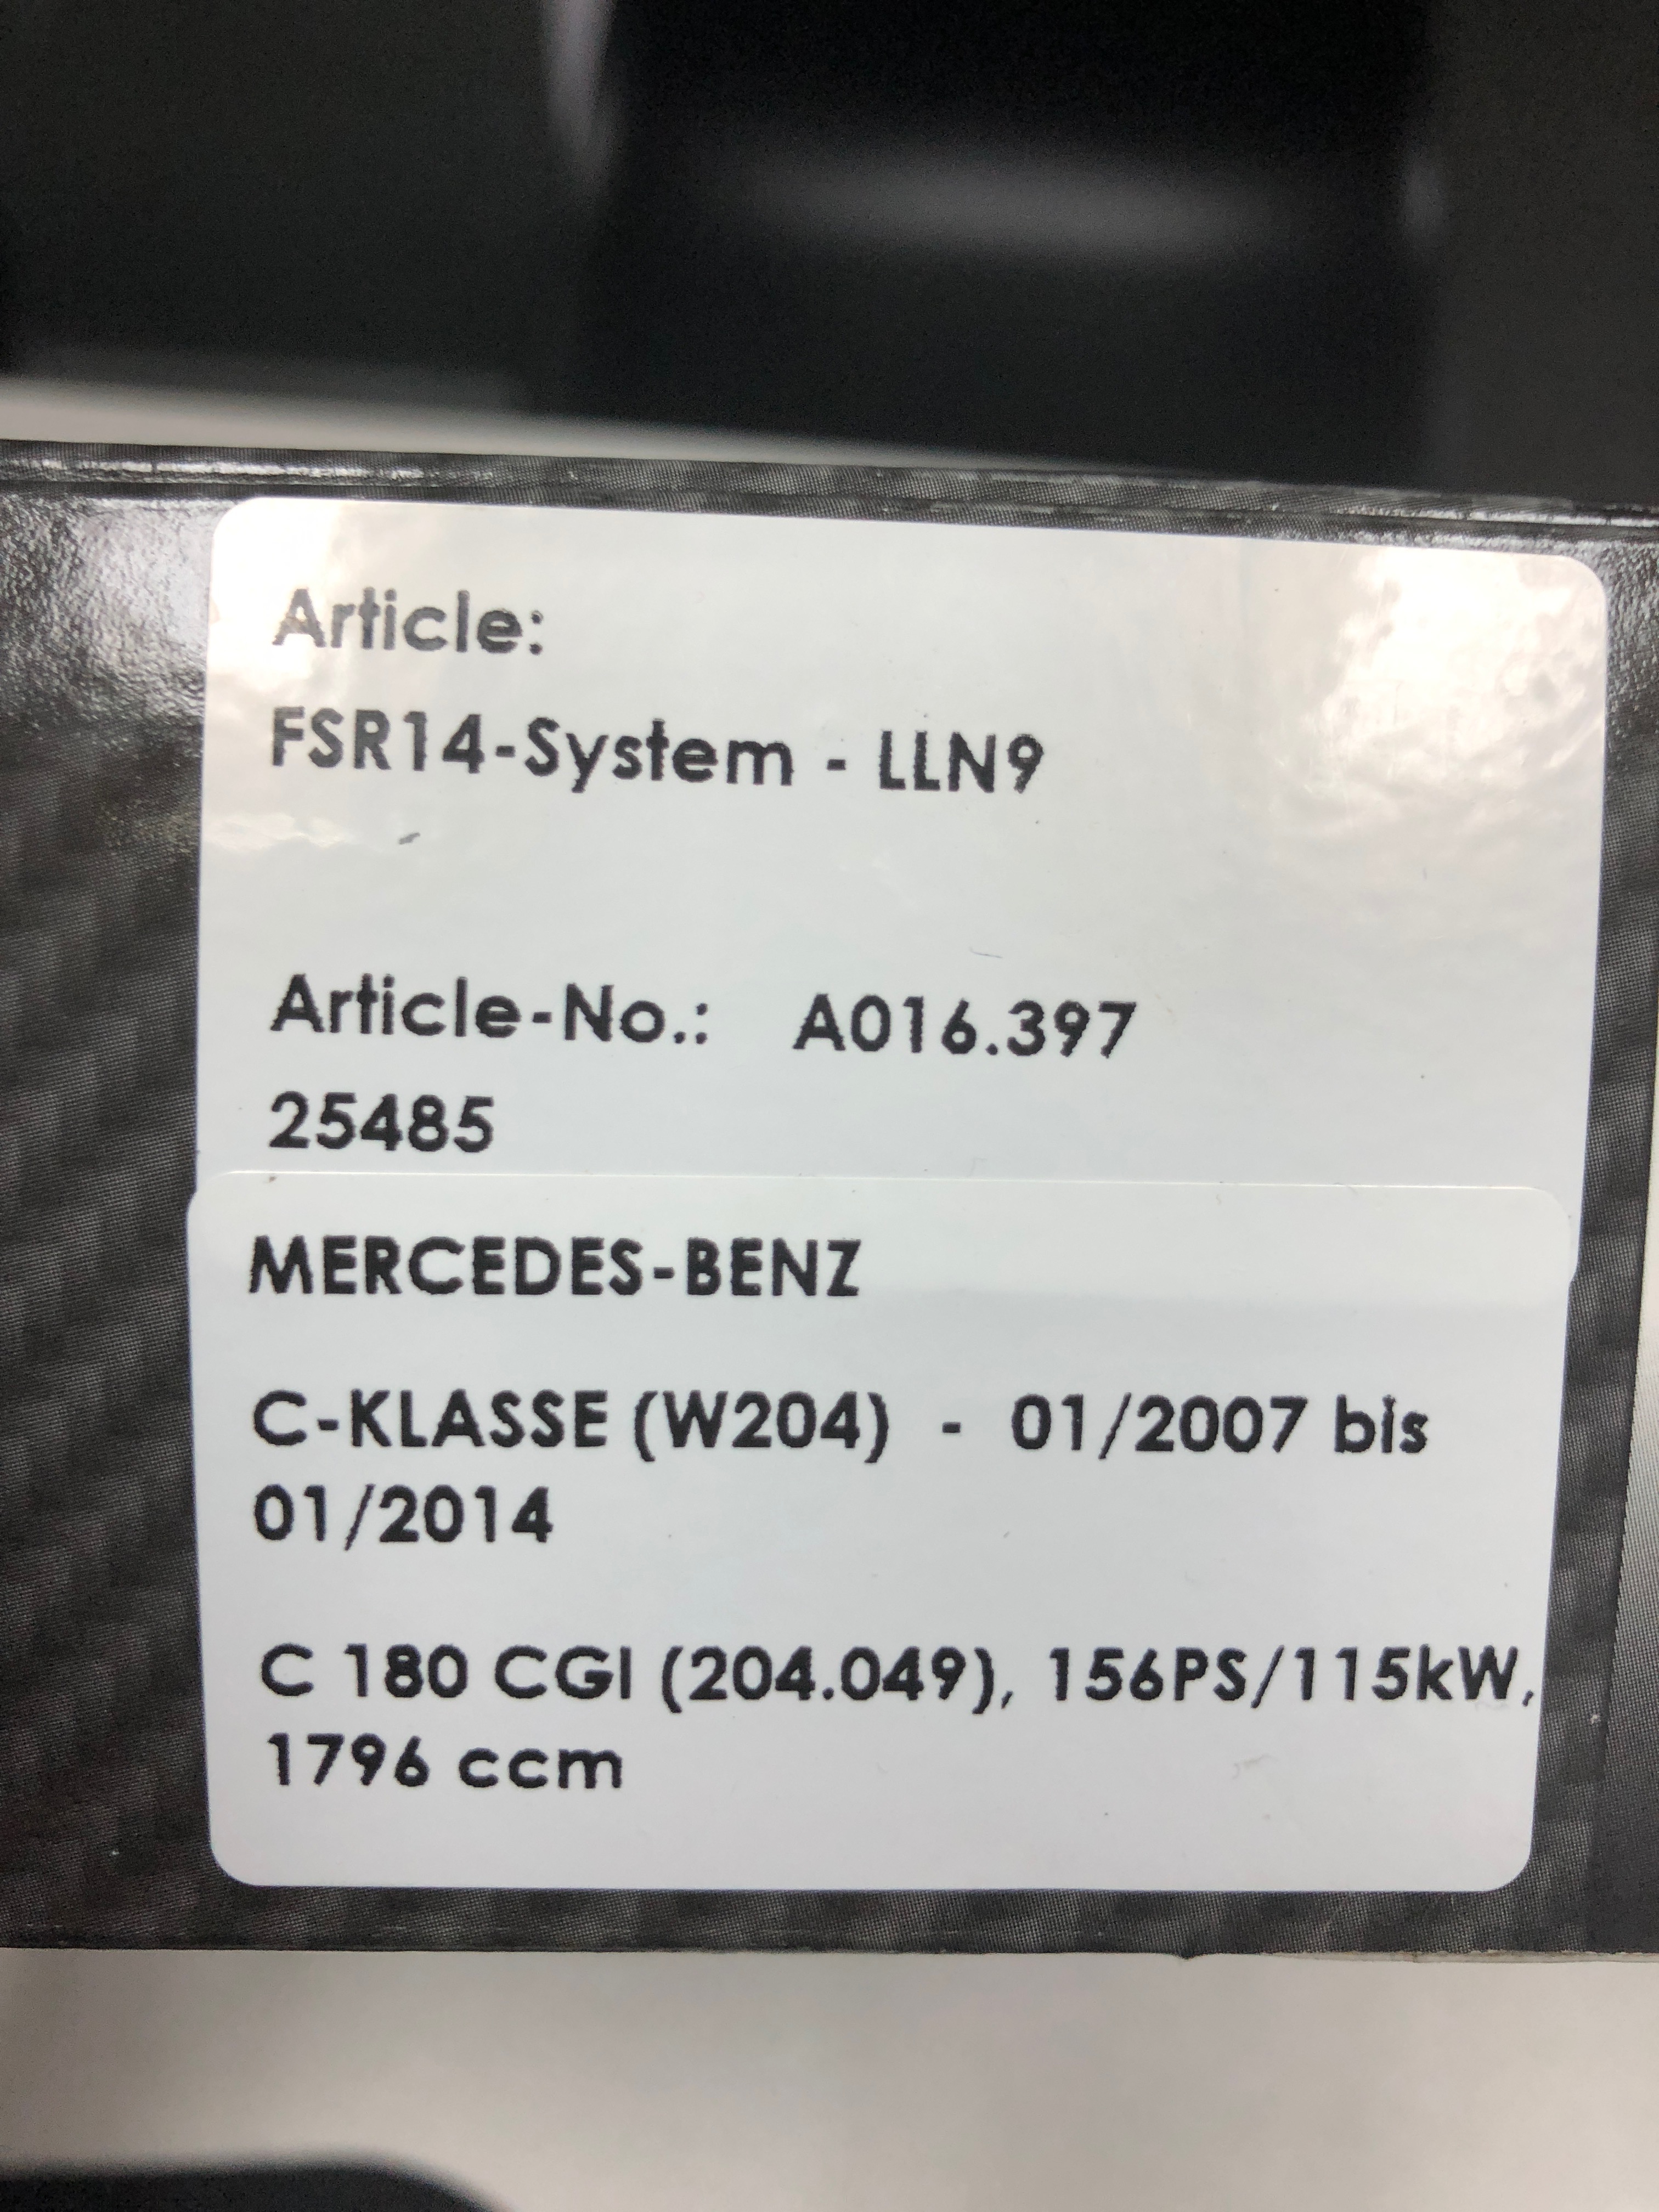 Article:
FSR14-System - LLN9
Article-No.: A016.397
25485
MERCEDES-BENZ
C-KLASSE (W204) - 01/2007 bis
01/2014
C 180 CGI (204.049), 156PS/115kW,
1796 ccm